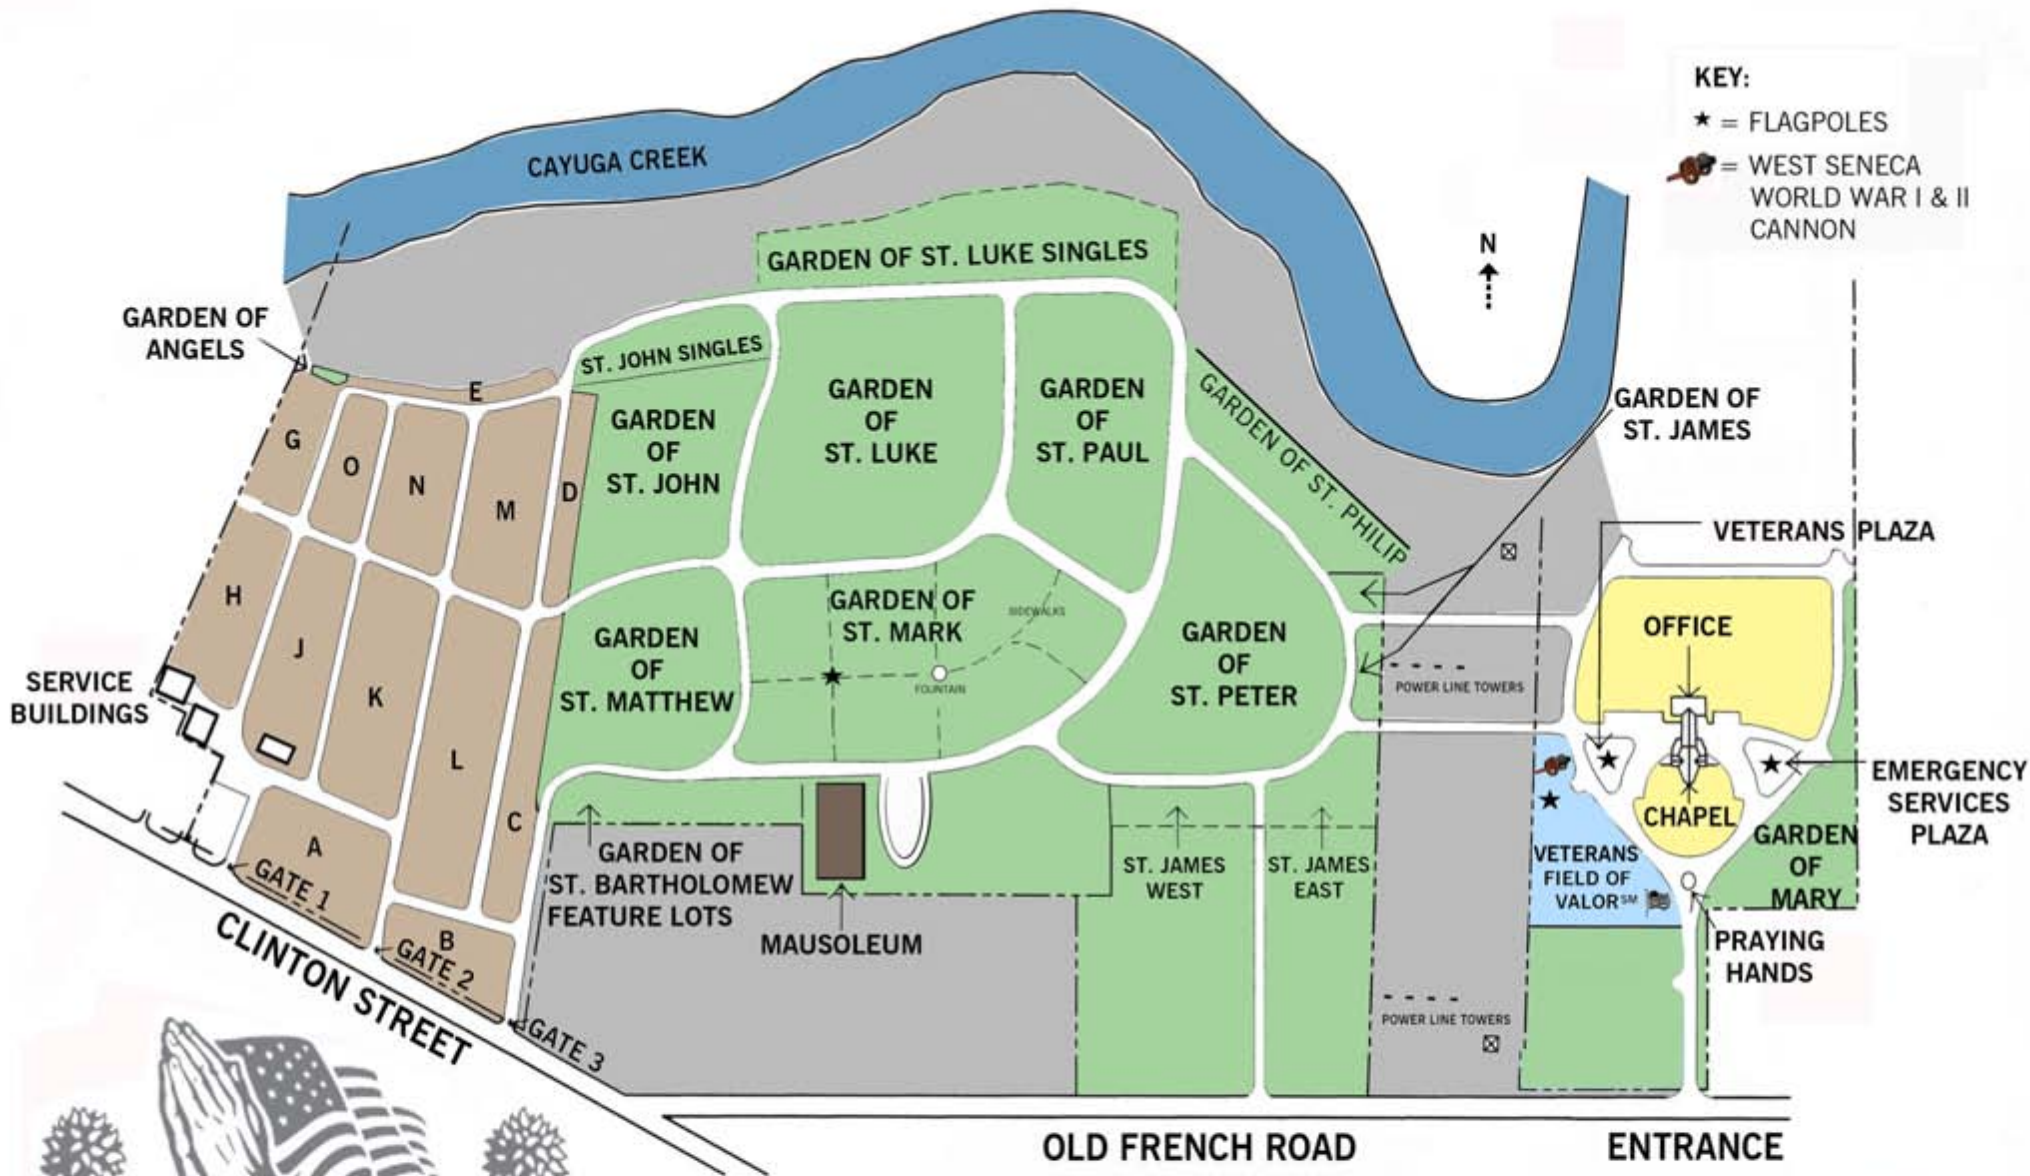 KEY:
★ = FLAGPOLES
= WEST SENECA
WORLD WAR I & II
CANNON
CAYUGA CREEK
N
GARDEN OF ST. LUKE SINGLES
GARDEN OF
ANGELS
ST. JOHN SINGLES
E
GARDEN
OF
ST. JOHN
GARDEN
OF
ST. LUKE
GARDEN
OF
ST. PAUL
GARDEN OF ST. PHILIP
GARDEN OF
ST. JAMES
G
O
N
M
D
VETERANS PLAZA
H
J
K
L
C
GARDEN
OF
ST. MATTHEW
GARDEN OF
ST. MARK
SIDEWALKS
FOUNTAIN
GARDEN
OF
ST. PETER
POWER LINE TOWERS
OFFICE
SERVICE
BUILDINGS
CHAPEL
EMERGENCY
SERVICES
PLAZA
GARDEN
OF
MARY
VETERANS
FIELD OF
VALOR℠
A
GATE 1
B
GATE 2
GATE 3
GARDEN OF
ST. BARTHOLOMEW
FEATURE LOTS
MAUSOLEUM
ST. JAMES
WEST
ST. JAMES
EAST
PRAYING
HANDS
POWER LINE TOWERS
CLINTON STREET
OLD FRENCH ROAD
ENTRANCE